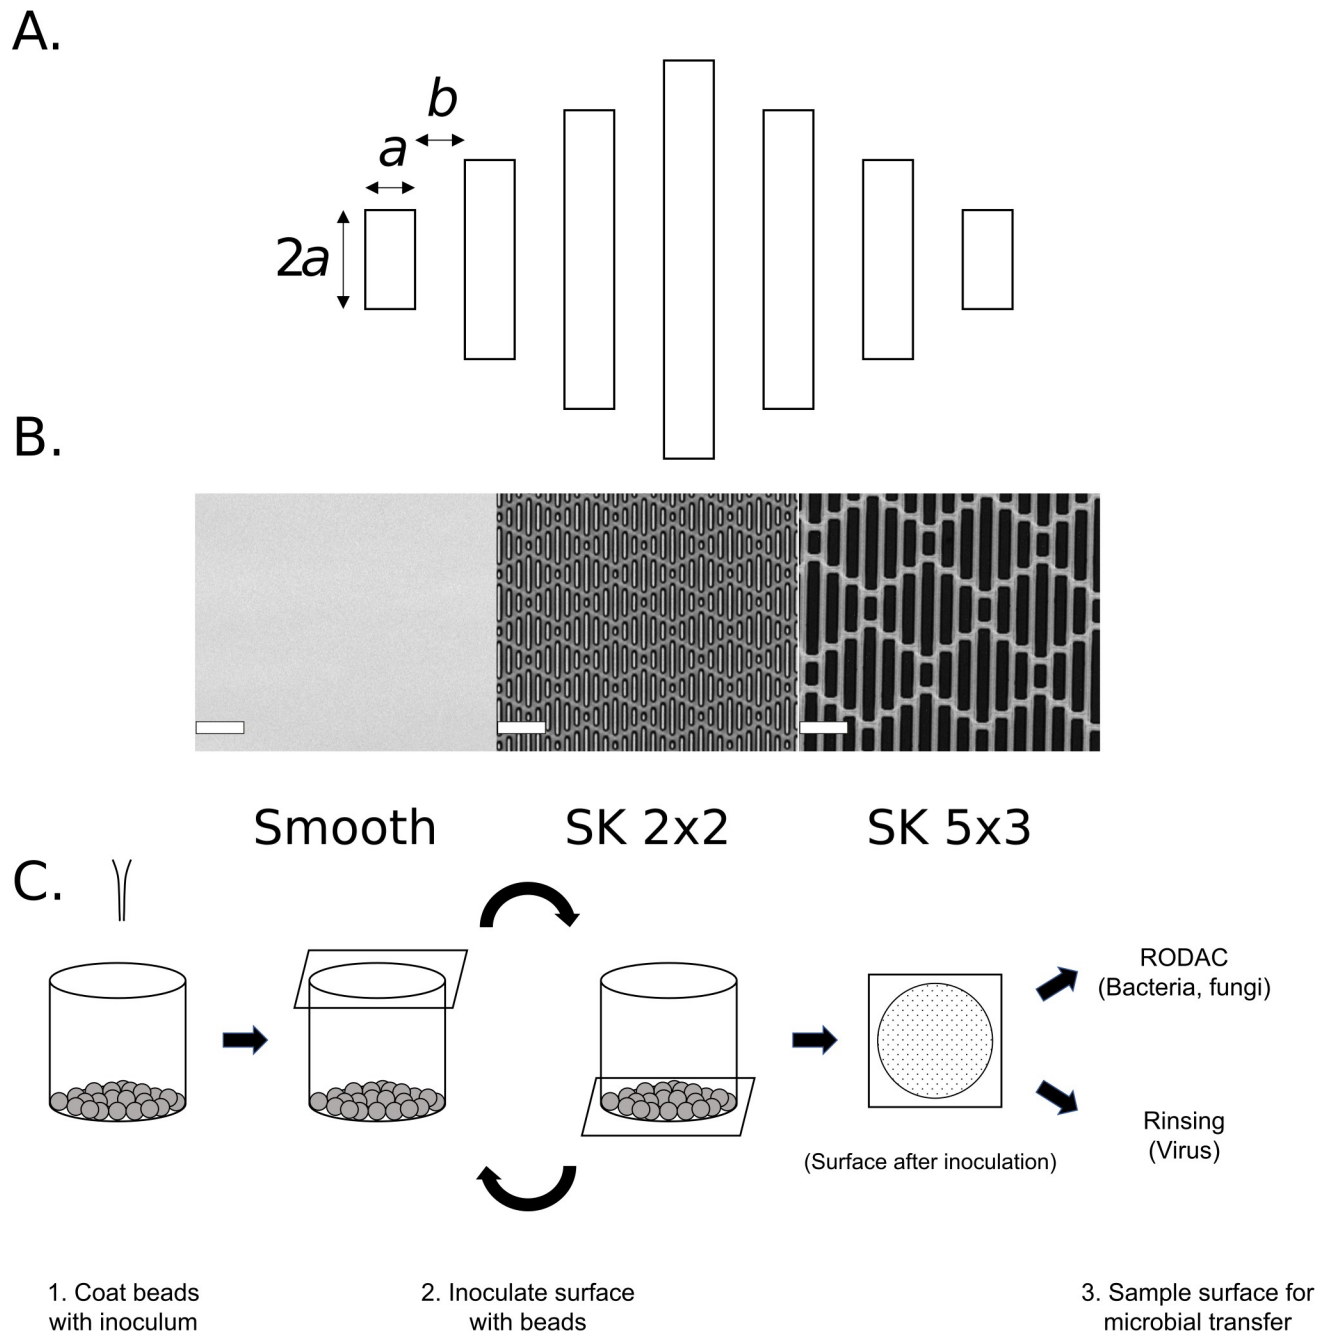 A.
b
a
2a
B.
Smooth
SK 2x2
SK 5x3
C.
RODAC
(Bacteria, fungi)
Rinsing
(Virus)
(Surface after inoculation)
1. Coat beads
with inoculum
2. Inoculate surface
with beads
3. Sample surface for
microbial transfer